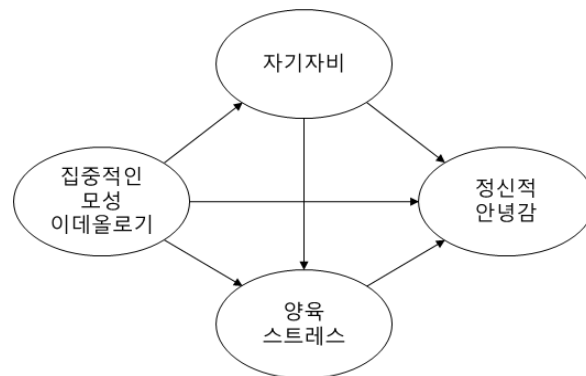 자기자비
집중적인
모성
이데올로기
정신적
안녕감
양육
스트레스